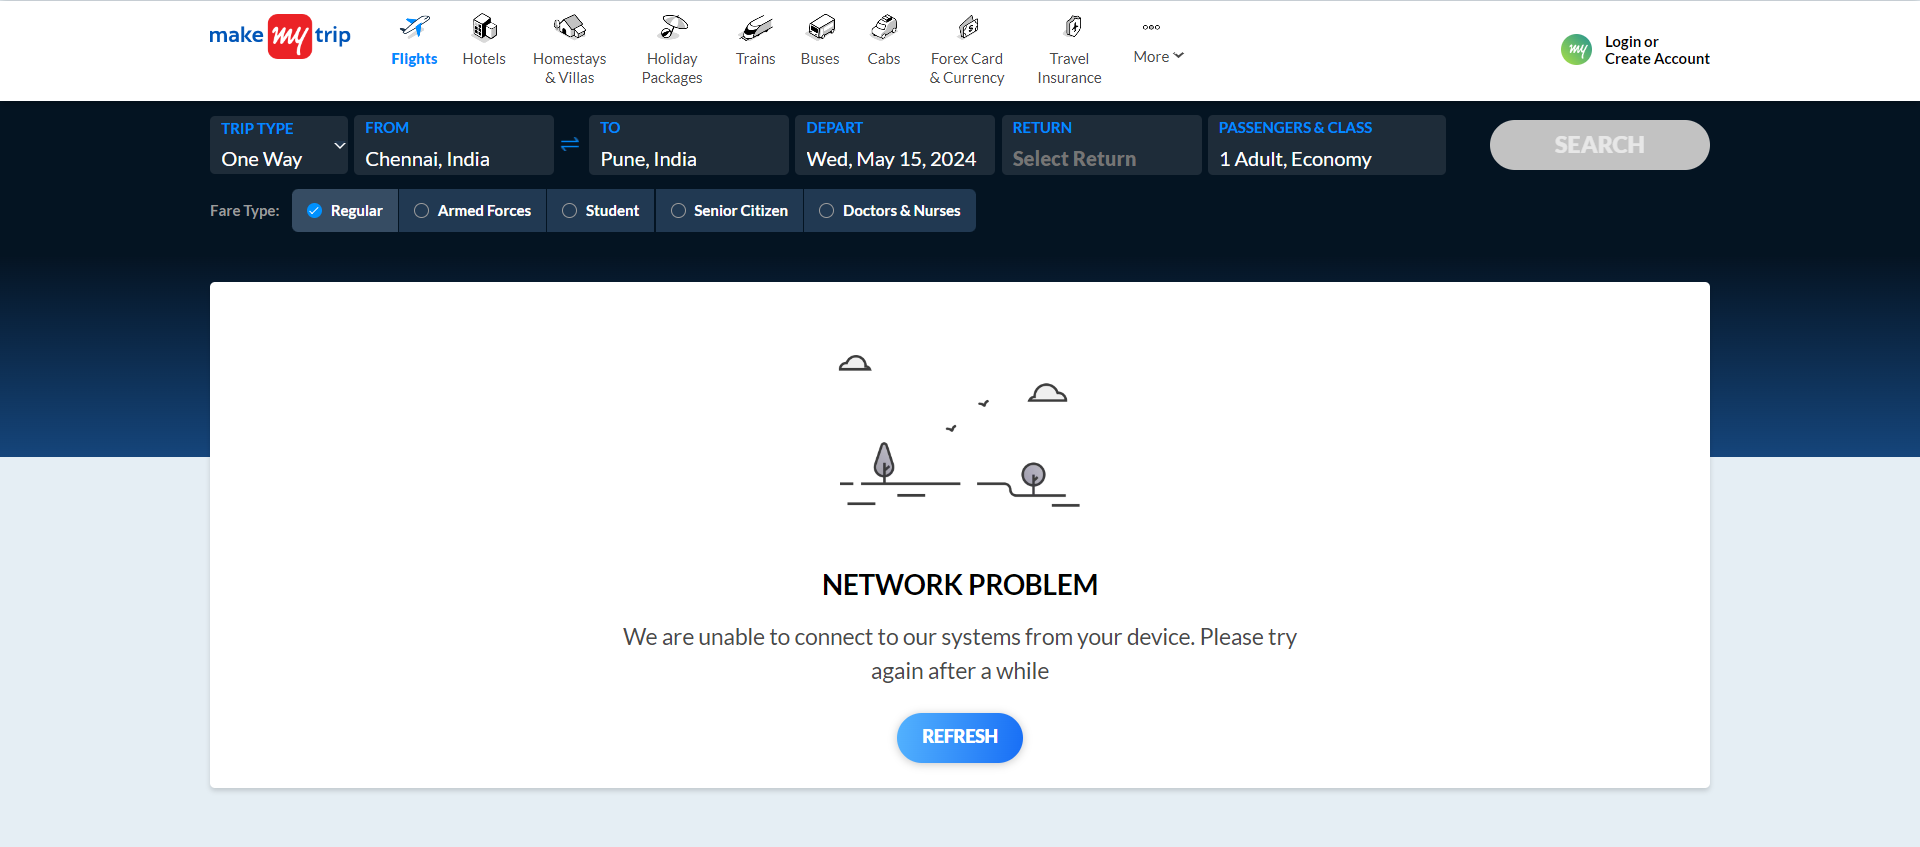 make my trip
Flights
Hotels
Homestays
& Villas
Holiday
Packages
Trains
Buses
Cabs
Forex Card
& Currency
Travel
Insurance
More
my
Login or
Create Account
TRIP TYPE
One Way
FROM
Chennai, India
TO
Pune, India
DEPART
Wed, May 15, 2024
RETURN
Select Return
PASSENGERS & CLASS
1 Adult, Economy
SEARCH
Fare Type:
Regular
Armed Forces
Student
Senior Citizen
Doctors & Nurses
NETWORK PROBLEM
We are unable to connect to our systems from your device. Please try
again after a while
REFRESH